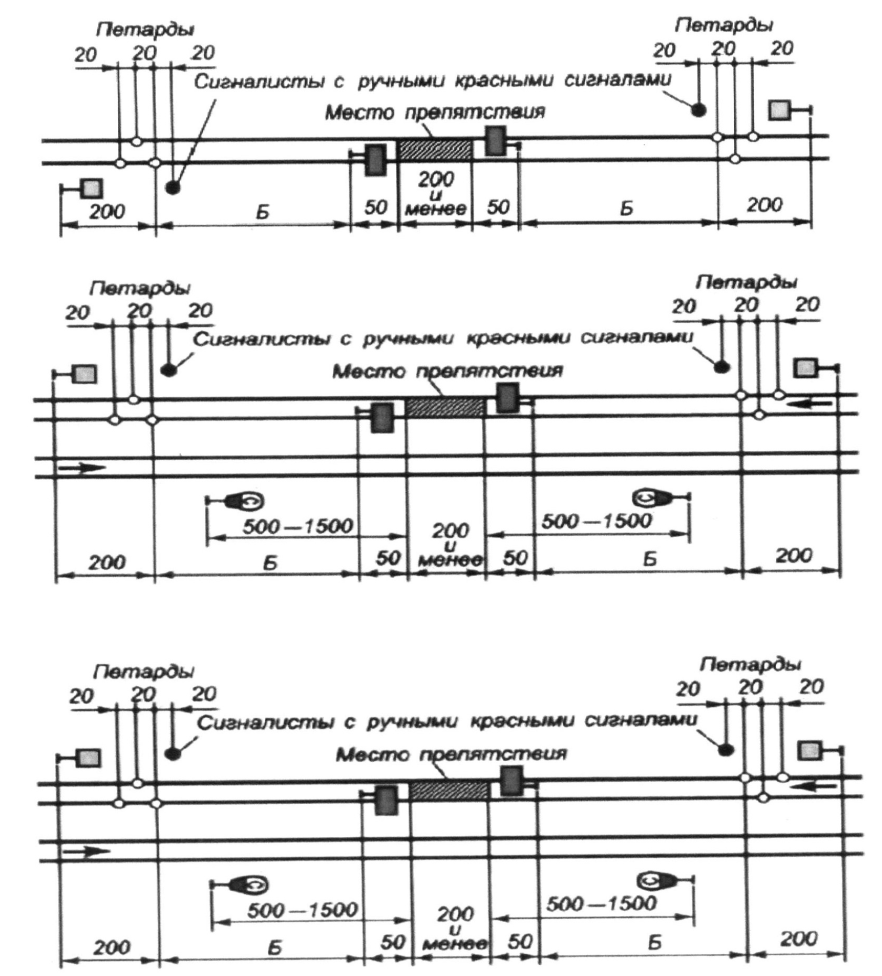 Петарды Петарды
20 20 20 20 20 20
Сигналисты с ручными красными сигналами
Место препятствия
200 Б 50 200 и менее 50 Б 200
Петарды Петарды
20 20 20 20 20 20
Сигналисты с ручными красными сигналами
Место препятствия
С С
500—1500 500—1500
200 Б 50 200 и менее 50 Б 200
Петарды Петарды
20 20 20 20 20 20
Сигналисты с ручными красными сигналами
Место препятствия
С С
500—1500 500—1500
200 Б 50 200 и менее 50 Б 200